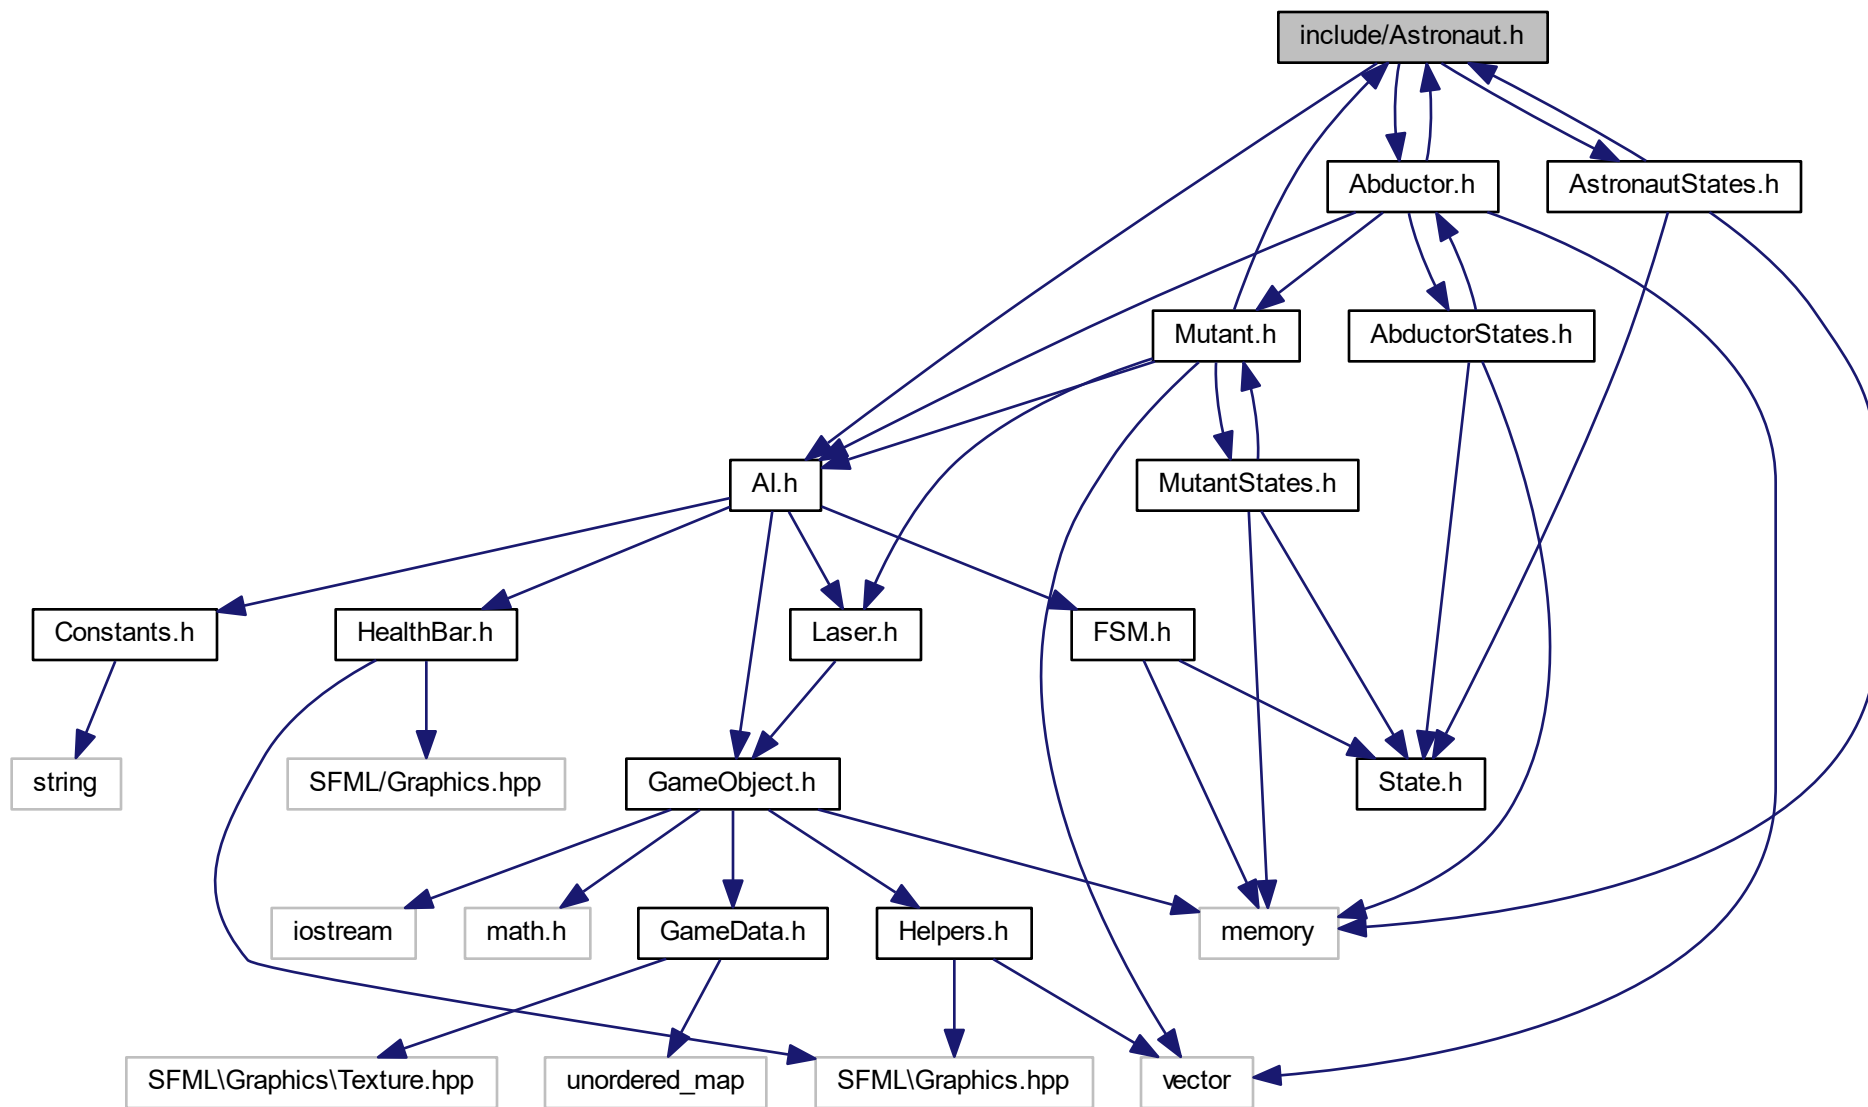 include/Astronaut.h
Abductor.h
AstronautStates.h
Mutant.h
AbductorStates.h
AI.h
MutantStates.h
Constants.h
HealthBar.h
Laser.h
FSM.h
string
SFML/Graphics.hpp
GameObject.h
State.h
iostream
math.h
GameData.h
Helpers.h
memory
SFML\Graphics\Texture.hpp
unordered_map
SFML\Graphics.hpp
vector